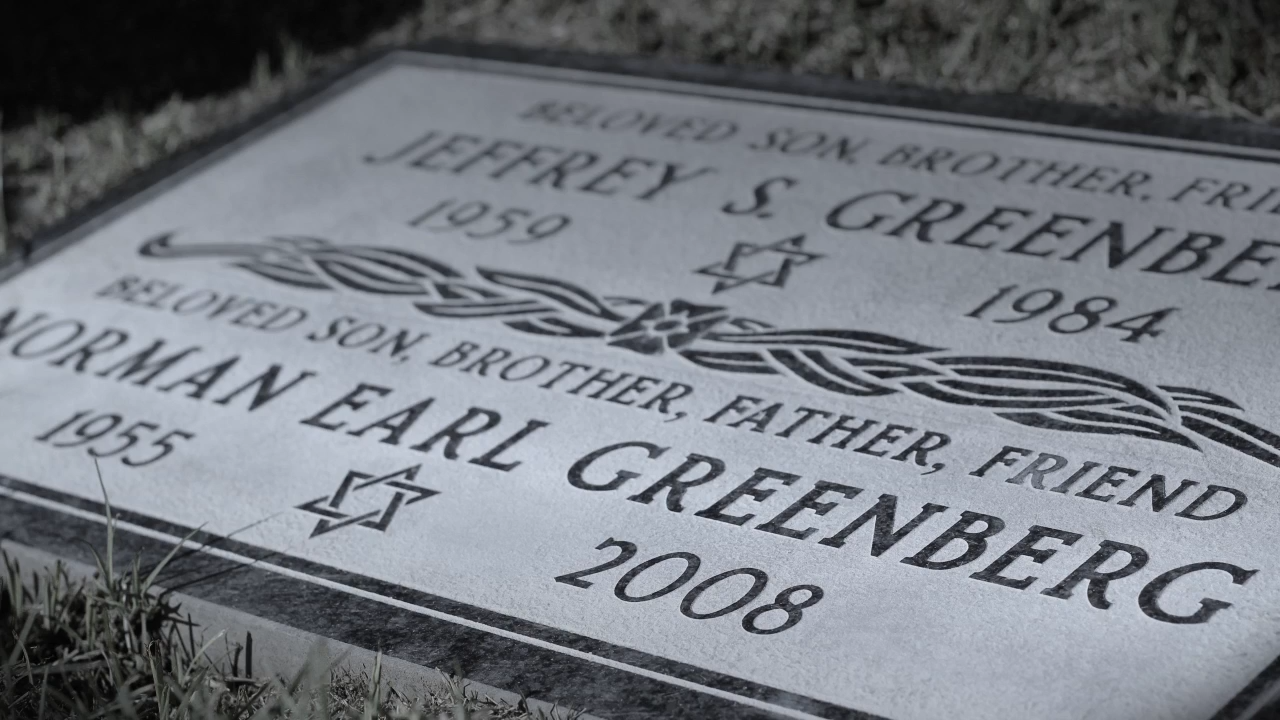 BELOVED SON, BROTHER, FRI
JEFFREY S. GREENBE
1959 1984
BELOVED SON, BROTHER, FATHER, FRIEND
NORMAN EARL GREENBERG
1955 2008